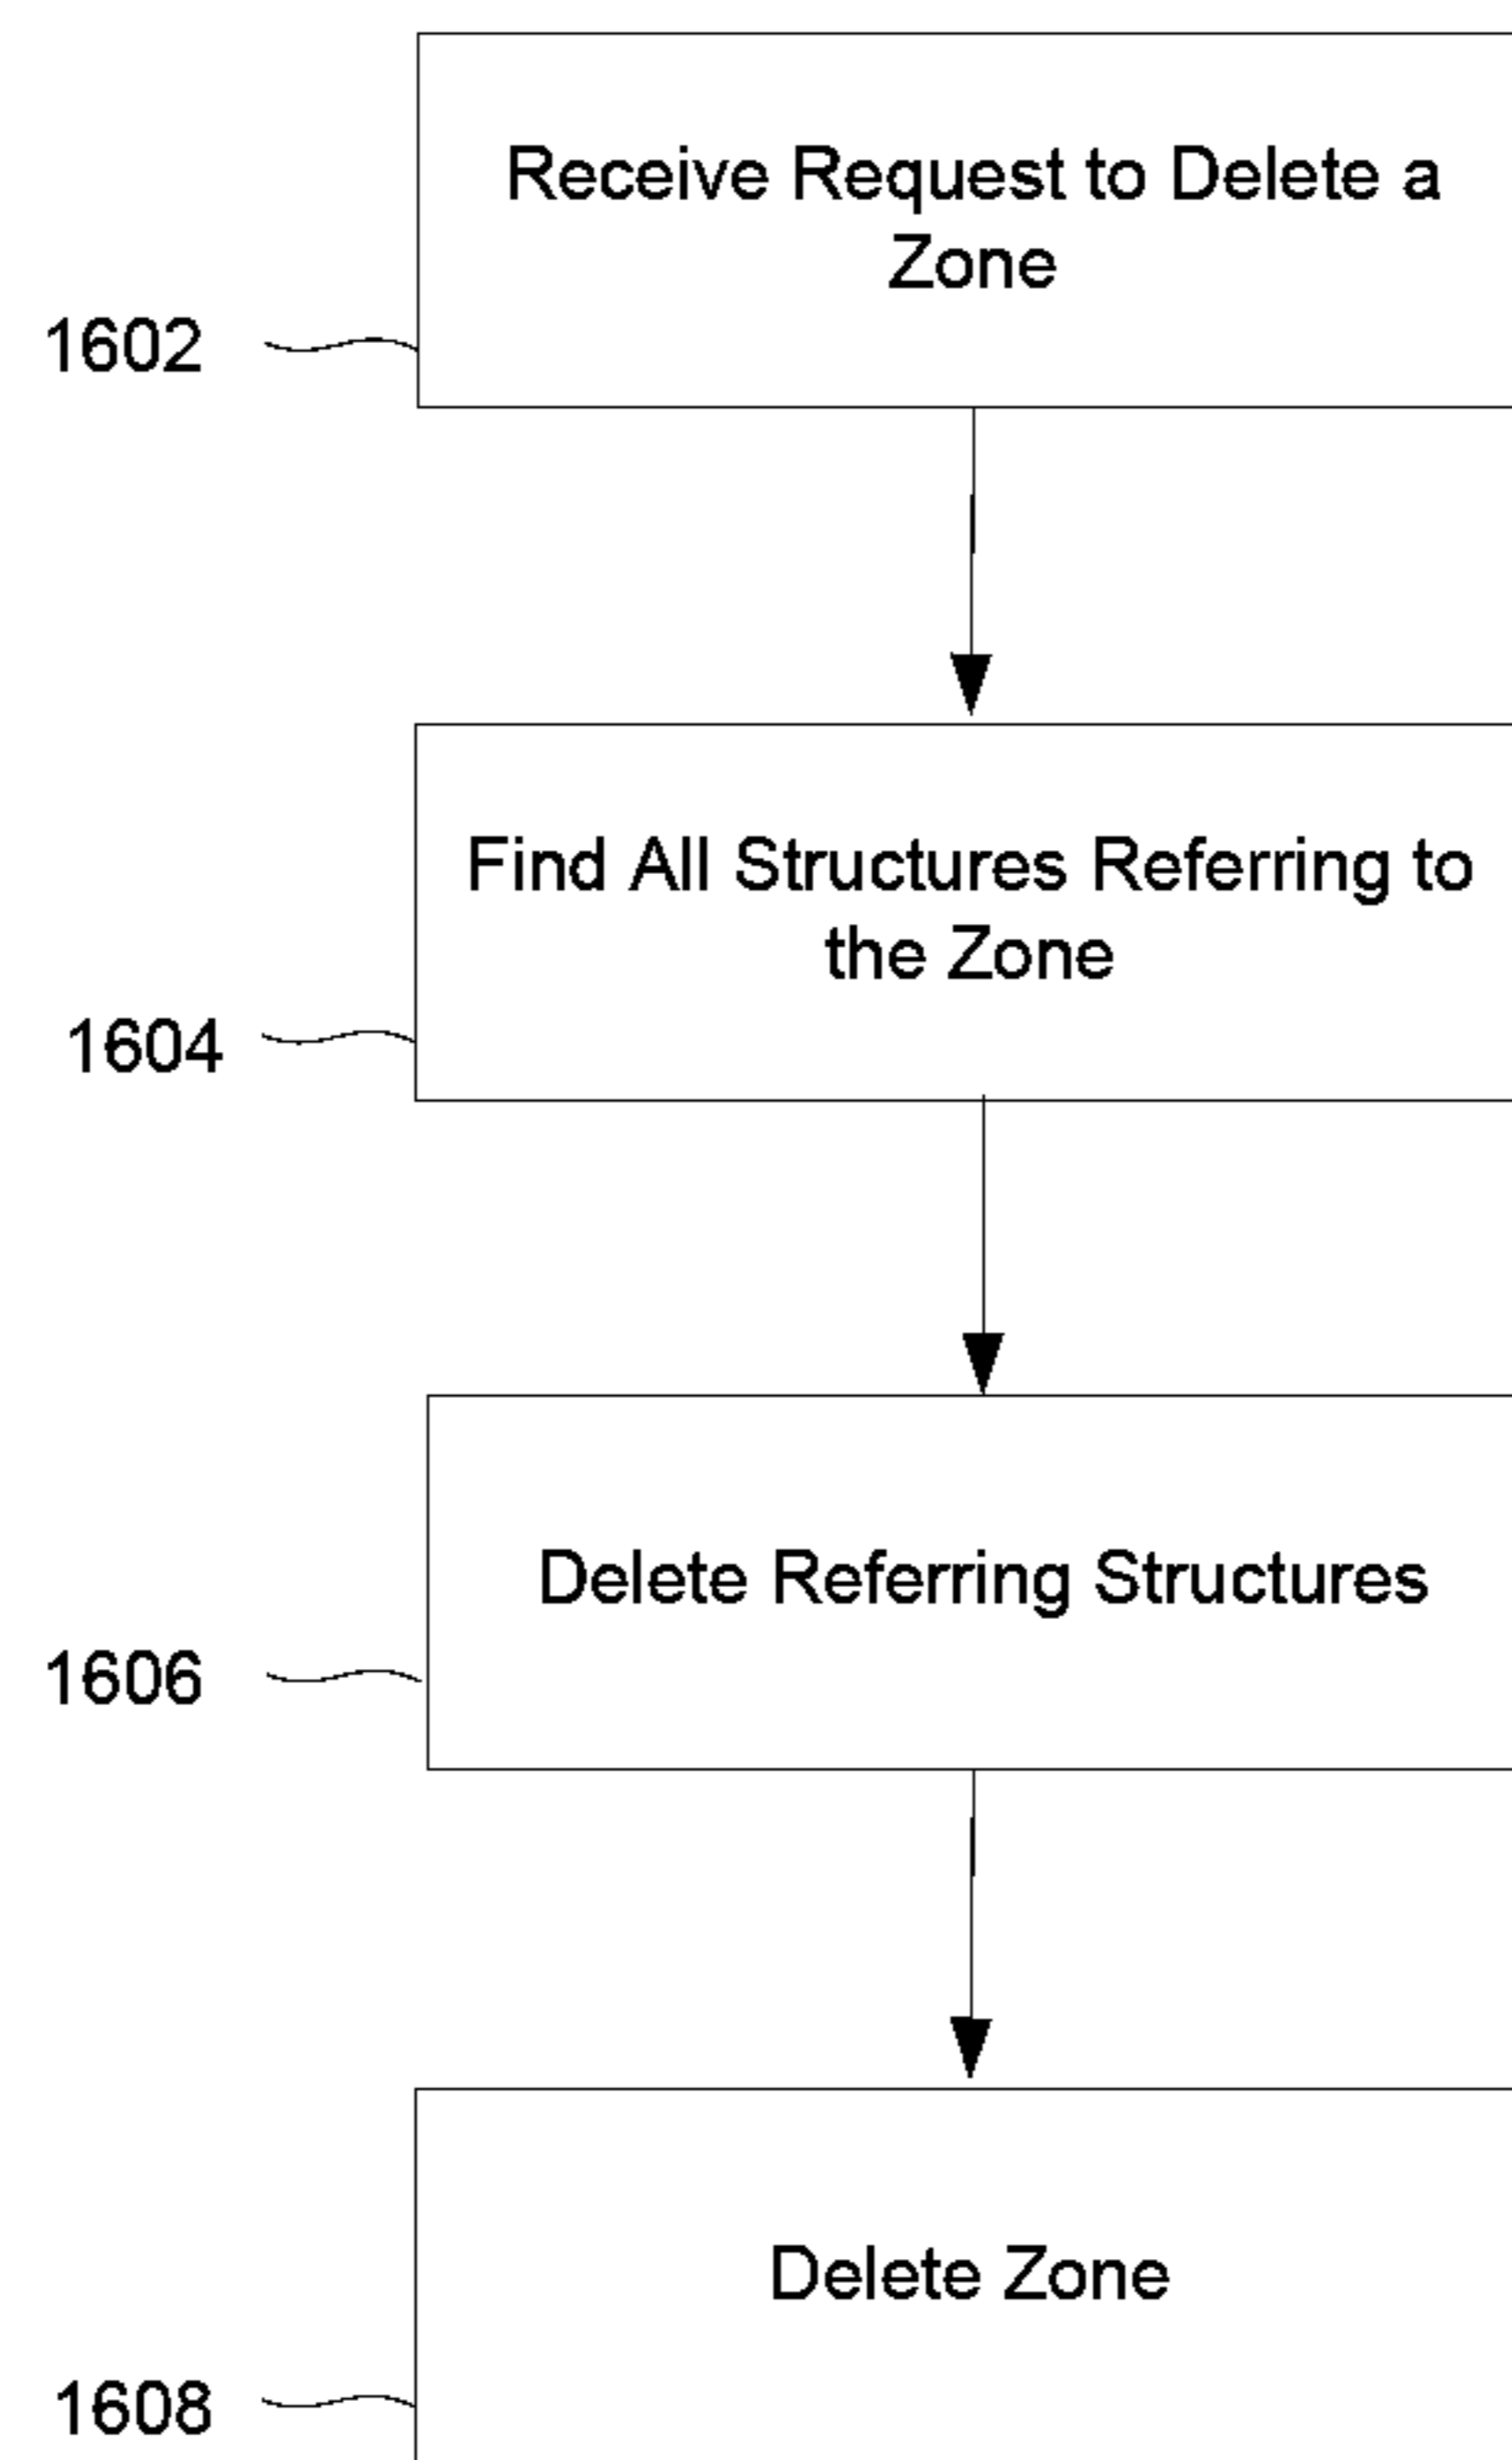 Receive Request to Delete a
Zone
1602
Find All Structures Referring to
the Zone
1604
Delete Referring Structures
1606
Delete Zone
1608